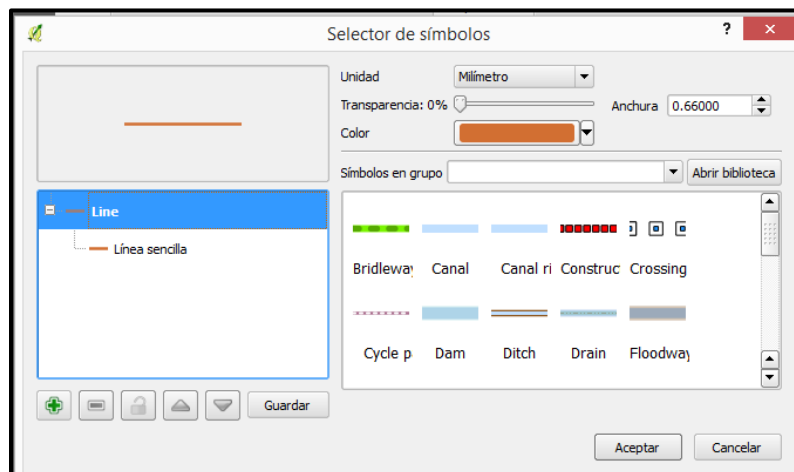 Selector de símbolos
?
Unidad Milímetro
Transparencia: 0% Anchura 0.66000
Color
Símbolos en grupo Abrir biblioteca
Line
Línea sencilla
Bridleway Canal Canal ri Construc Crossing
Cycle p Dam Ditch Drain Floodway
Guardar
Aceptar Cancelar